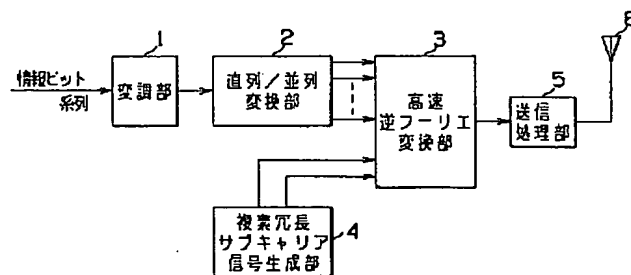 1
2
3
6
情報ビット
系列
変調部
直列/並列
変換部
高速
逆フーリエ
変換部
5
送信
処理部
複素冗長
サブキャリア
信号生成部
4